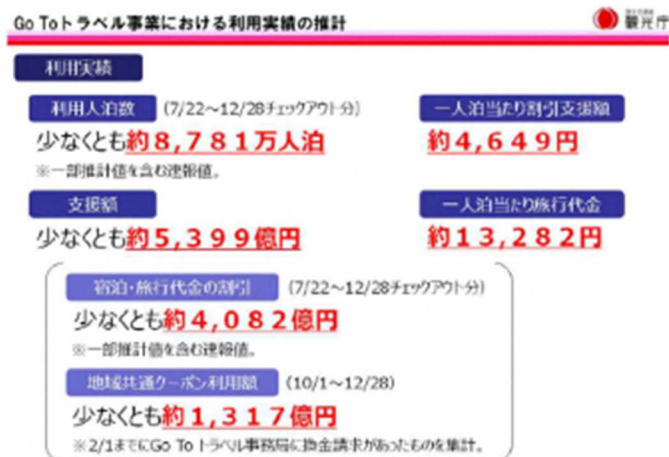 Go Toトラベル事業における利用実績の推計
観光庁
利用実績
利用人泊数 (7/22～12/28チェックアウト分)
少なくとも約8,781万人泊
※一部推計値を含む速報値。
一人泊当たり割引支援額
約4,649円
支援額
少なくとも約5,399億円
一人泊当たり旅行代金
約13,282円
宿泊・旅行代金の割引 (7/22～12/28チェックアウト分)
少なくとも約4,082億円
※一部推計値を含む速報値。
地域共通クーポン利用額 (10/1～12/28)
少なくとも約1,317億円
※2/1までにGo To トラベル事務局に換金請求があったものを集計。